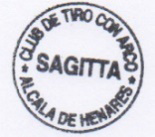 CLUB DE TIRO CON ARCO
SAGITTA
ALCALA DE HENARES